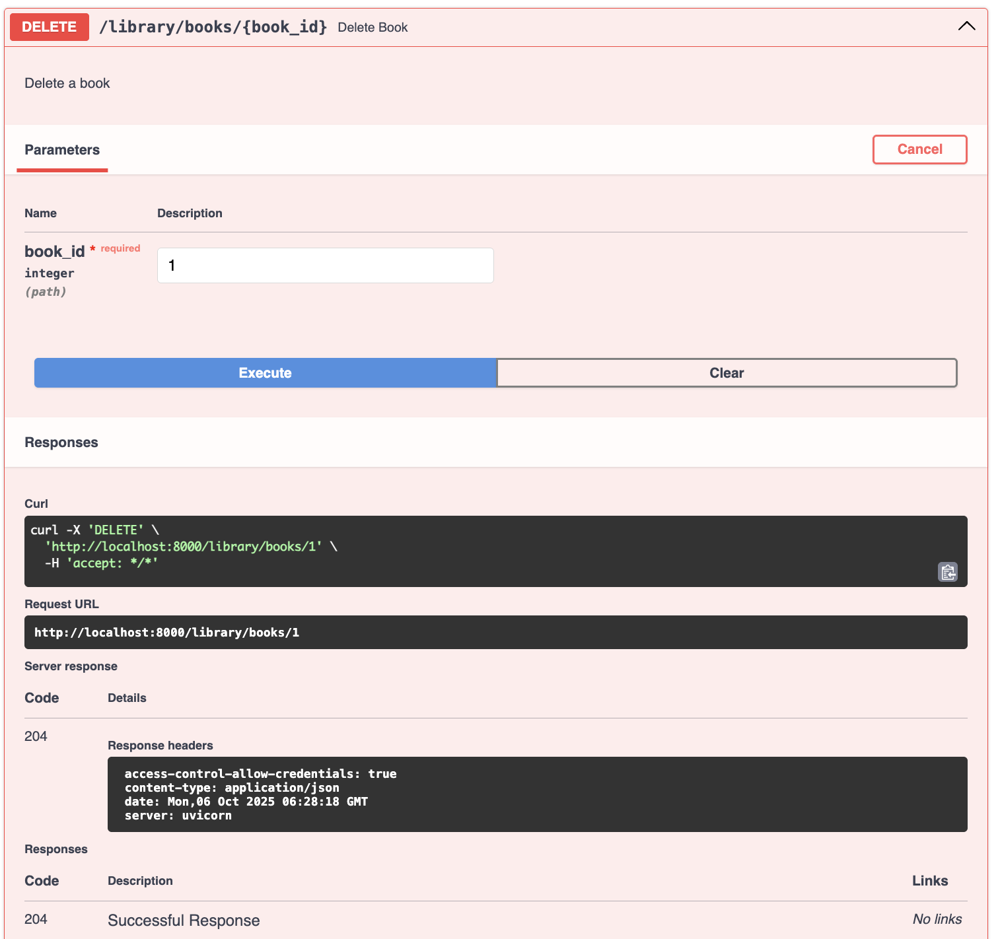 DELETE /library/books/{book_id} Delete Book
Delete a book
Parameters Cancel
Name Description
book_id * required
integer
(path)
1
Execute Clear
Responses
Curl
curl -X 'DELETE' \
  'http://localhost:8000/library/books/1' \
  -H 'accept: */*'
Request URL
http://localhost:8000/library/books/1
Server response
Code Details
204
Response headers
access-control-allow-credentials: true
content-type: application/json
date: Mon,06 Oct 2025 06:28:18 GMT
server: uvicorn
Responses
Code Description Links
204 Successful Response No links